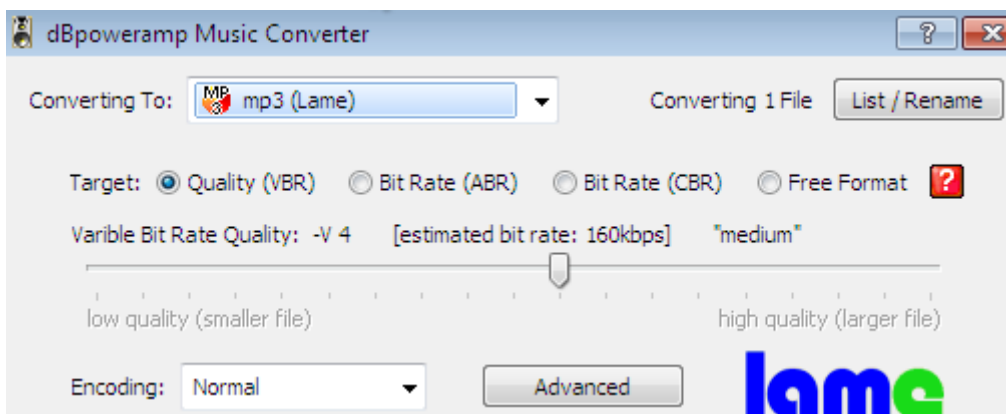 dBpoweramp Music Converter
Converting To: MP3 mp3 (Lame) Converting 1 File List / Rename
Target: Quality (VBR) Bit Rate (ABR) Bit Rate (CBR) Free Format ?
Varible Bit Rate Quality: -V 4 [estimated bit rate: 160kbps] "medium"
low quality (smaller file) high quality (larger file)
Encoding: Normal Advanced lame